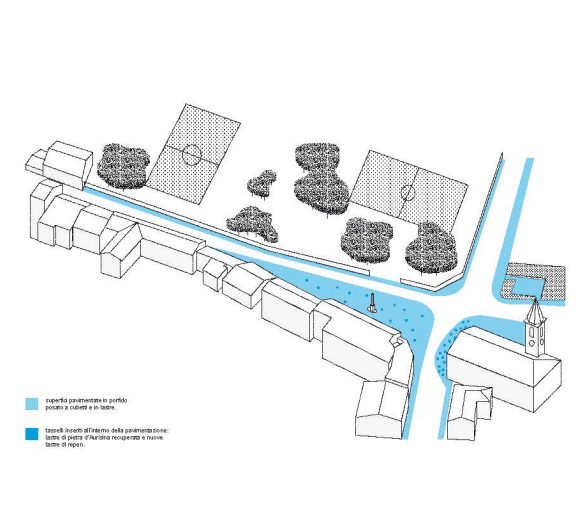 superfici pavimentate in porfido
posato a cubetti e in lastre.
tasselli inseriti all'interno della pavimentazione:
lastre di pietra d'Aurisina recuperata e nuove
lastre di repen.